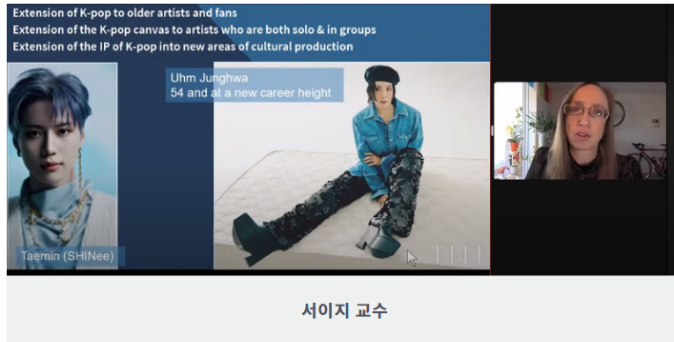 Extension of K-pop to older artists and fans
Extension of the K-pop canvas to artists who are both solo & in groups
Extension of the IP of K-pop into new areas of cultural production
Uhm Junghwa
54 and at a new career height
Taemin (SHINee)
서이지 교수